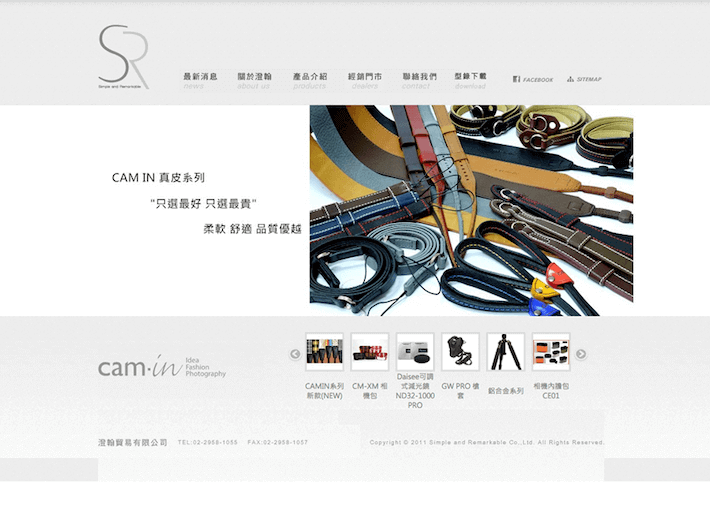 SR
Simple and Remarkable
最新消息 關於澄翰 產品介紹 經銷門市 聯絡我們 型錄下載
news about us products dealers contact download
FACEBOOK SITEMAP
CAM IN 真皮系列
"只選最好 只選最貴"
柔軟 舒適 品質優越
cam·in
Idea
Fashion
Photography
CAMIN系列
新款(NEW)
CM-XM 相
機包
Daisee可調
式減光鏡
ND32-1000
PRO
GW PRO 槍
套
鋁合金系列
相機內膽包
CE01
澄翰貿易有限公司 TEL:02-2958-1055 FAX:02-2958-1057
Copyright © 2011 Simple and Remarkable Co.,Ltd. All Rights Reserved.